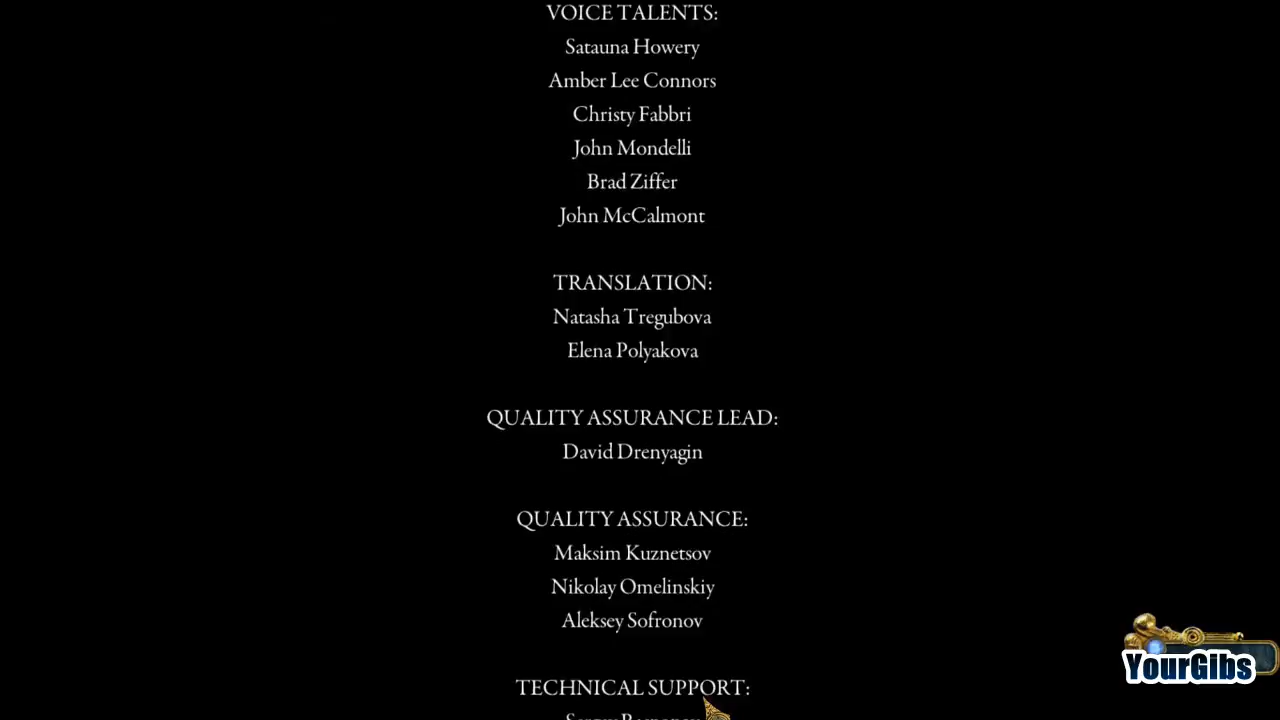 VOICE TALENTS:
Satauna Howery
Amber Lee Connors
Christy Fabbri
John Mondelli
Brad Ziffer
John McCalmont
TRANSLATION:
Natasha Tregubova
Elena Polyakova
QUALITY ASSURANCE LEAD:
David Drenyagin
QUALITY ASSURANCE:
Maksim Kuznetsov
Nikolay Omelinskiy
Aleksey Sofronov
TECHNICAL SUPPORT:
YourGibs